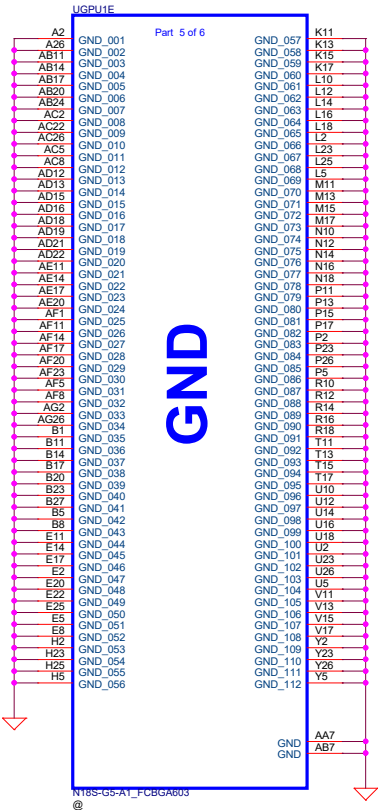 UGPU1E
Part 5 of 6
A2 GND_001 GND_057 K11
A26 GND_002 GND_058 K13
AB11 GND_003 GND_059 K15
AB14 GND_004 GND_060 K17
AB17 GND_005 GND_061 L10
AB20 GND_006 GND_062 L12
AB24 GND_007 GND_063 L14
AC2 GND_008 GND_064 L16
AC22 GND_009 GND_065 L18
AC26 GND_010 GND_066 L2
AC5 GND_011 GND_067 L23
AC8 GND_012 GND_068 L25
AD12 GND_013 GND_069 L5
AD13 GND_014 GND_070 M11
AD15 GND_015 GND_071 M13
AD16 GND_016 GND_072 M15
AD18 GND_017 GND_073 M17
AD19 GND_018 GND_074 N10
AD21 GND_019 GND_075 N12
AD22 GND_020 GND_076 N14
AE11 GND_021 GND_077 N16
AE14 GND_022 GND_078 N18
AE17 GND_023 GND_079 P11
AE20 GND_024 GND_080 P13
AF1 GND_025 GND_081 P15
AF11 GND_026 GND_082 P17
AF14 GND_027 GND_083 P2
AF17 GND_028 GND_084 P23
AF20 GND_029 GND_085 P26
AF23 GND_030 GND_086 P5
AF5 GND_031 GND_087 R10
AF8 GND_032 GND_088 R12
AG2 GND_033 GND_089 R14
AG26 GND_034 GND_090 R16
B1 GND_035 GND_091 R18
B11 GND_036 GND_092 T11
B14 GND_037 GND_093 T13
B17 GND_038 GND_094 T15
B20 GND_039 GND_095 T17
B23 GND_040 GND_096 U10
B27 GND_041 GND_097 U12
B5 GND_042 GND_098 U14
B8 GND_043 GND_099 U16
E11 GND_044 GND_100 U18
E14 GND_045 GND_101 U2
E17 GND_046 GND_102 U23
E2 GND_047 GND_103 U26
E20 GND_048 GND_104 U5
E22 GND_049 GND_105 V11
E25 GND_050 GND_106 V13
E5 GND_051 GND_107 V15
E8 GND_052 GND_108 V17
H2 GND_053 GND_109 Y2
H23 GND_054 GND_110 Y23
H25 GND_055 GND_111 Y26
H5 GND_056 GND_112 Y5
GND
GND AA7
GND AB7
N18S-G5-A1_FCBGA603
@